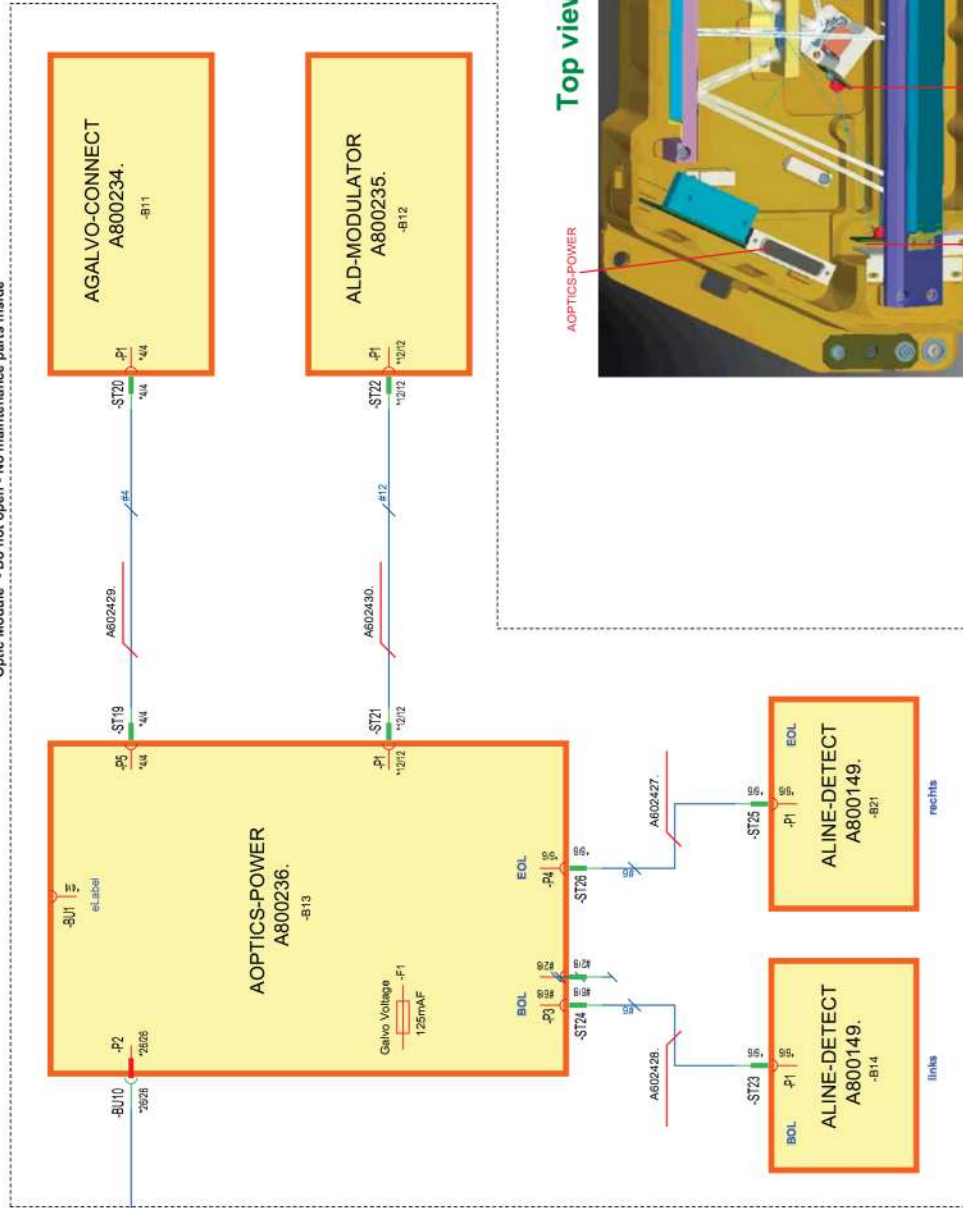 Optic Module - Do not open - No maintenance parts inside
AGALVO-CONNECT
A800234.
-B11
-P1
*4/4
-ST20
*4/4
#4
A602429.
-ST19
*4/4
-P5
*4/4
ALD-MODULATOR
A800235.
-B12
-P1
*12/12
-ST22
*12/12
#12
A602430.
-ST21
*12/12
-P1
*12/12
-BU1
eLabel
-P2
*26/26
-BU10
*26/26
AOPTICS-POWER
A800236.
-B13
Galvo Voltage
-F1
125mAF
BOL
-P3
-ST24
EOL
-P4
-ST26
A602428.
-ST23
-P1
BOL
ALINE-DETECT
A800149.
-B14
links
A602427.
-ST25
-P1
EOL
ALINE-DETECT
A800149.
-B21
rechts
Top view
AOPTICS-POWER